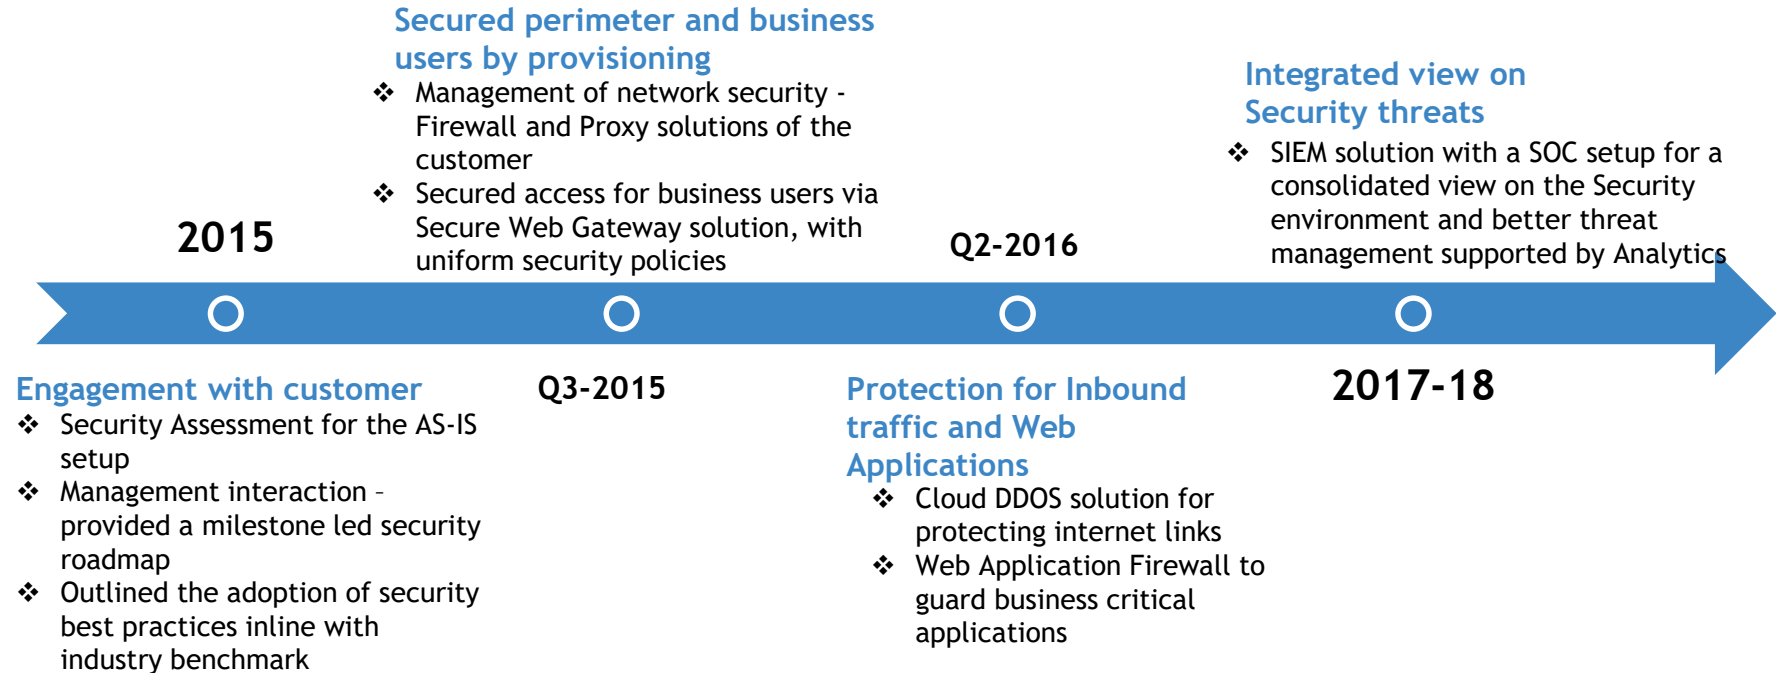 Secured perimeter and business
users by provisioning
❖ Management of network security -
Firewall and Proxy solutions of the
customer
❖ Secured access for business users via
Secure Web Gateway solution, with
uniform security policies
Integrated view on
Security threats
❖ SIEM solution with a SOC setup for a
consolidated view on the Security
environment and better threat
management supported by Analytics
2015
Q2-2016
Engagement with customer
❖ Security Assessment for the AS-IS
setup
❖ Management interaction –
provided a milestone led security
roadmap
❖ Outlined the adoption of security
best practices inline with
industry benchmark
Q3-2015
Protection for Inbound
traffic and Web
Applications
❖ Cloud DDOS solution for
protecting internet links
❖ Web Application Firewall to
guard business critical
applications
2017-18